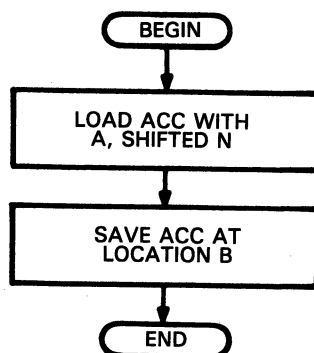 BEGIN
LOAD ACC WITH
A, SHIFTED N
SAVE ACC AT
LOCATION B
END